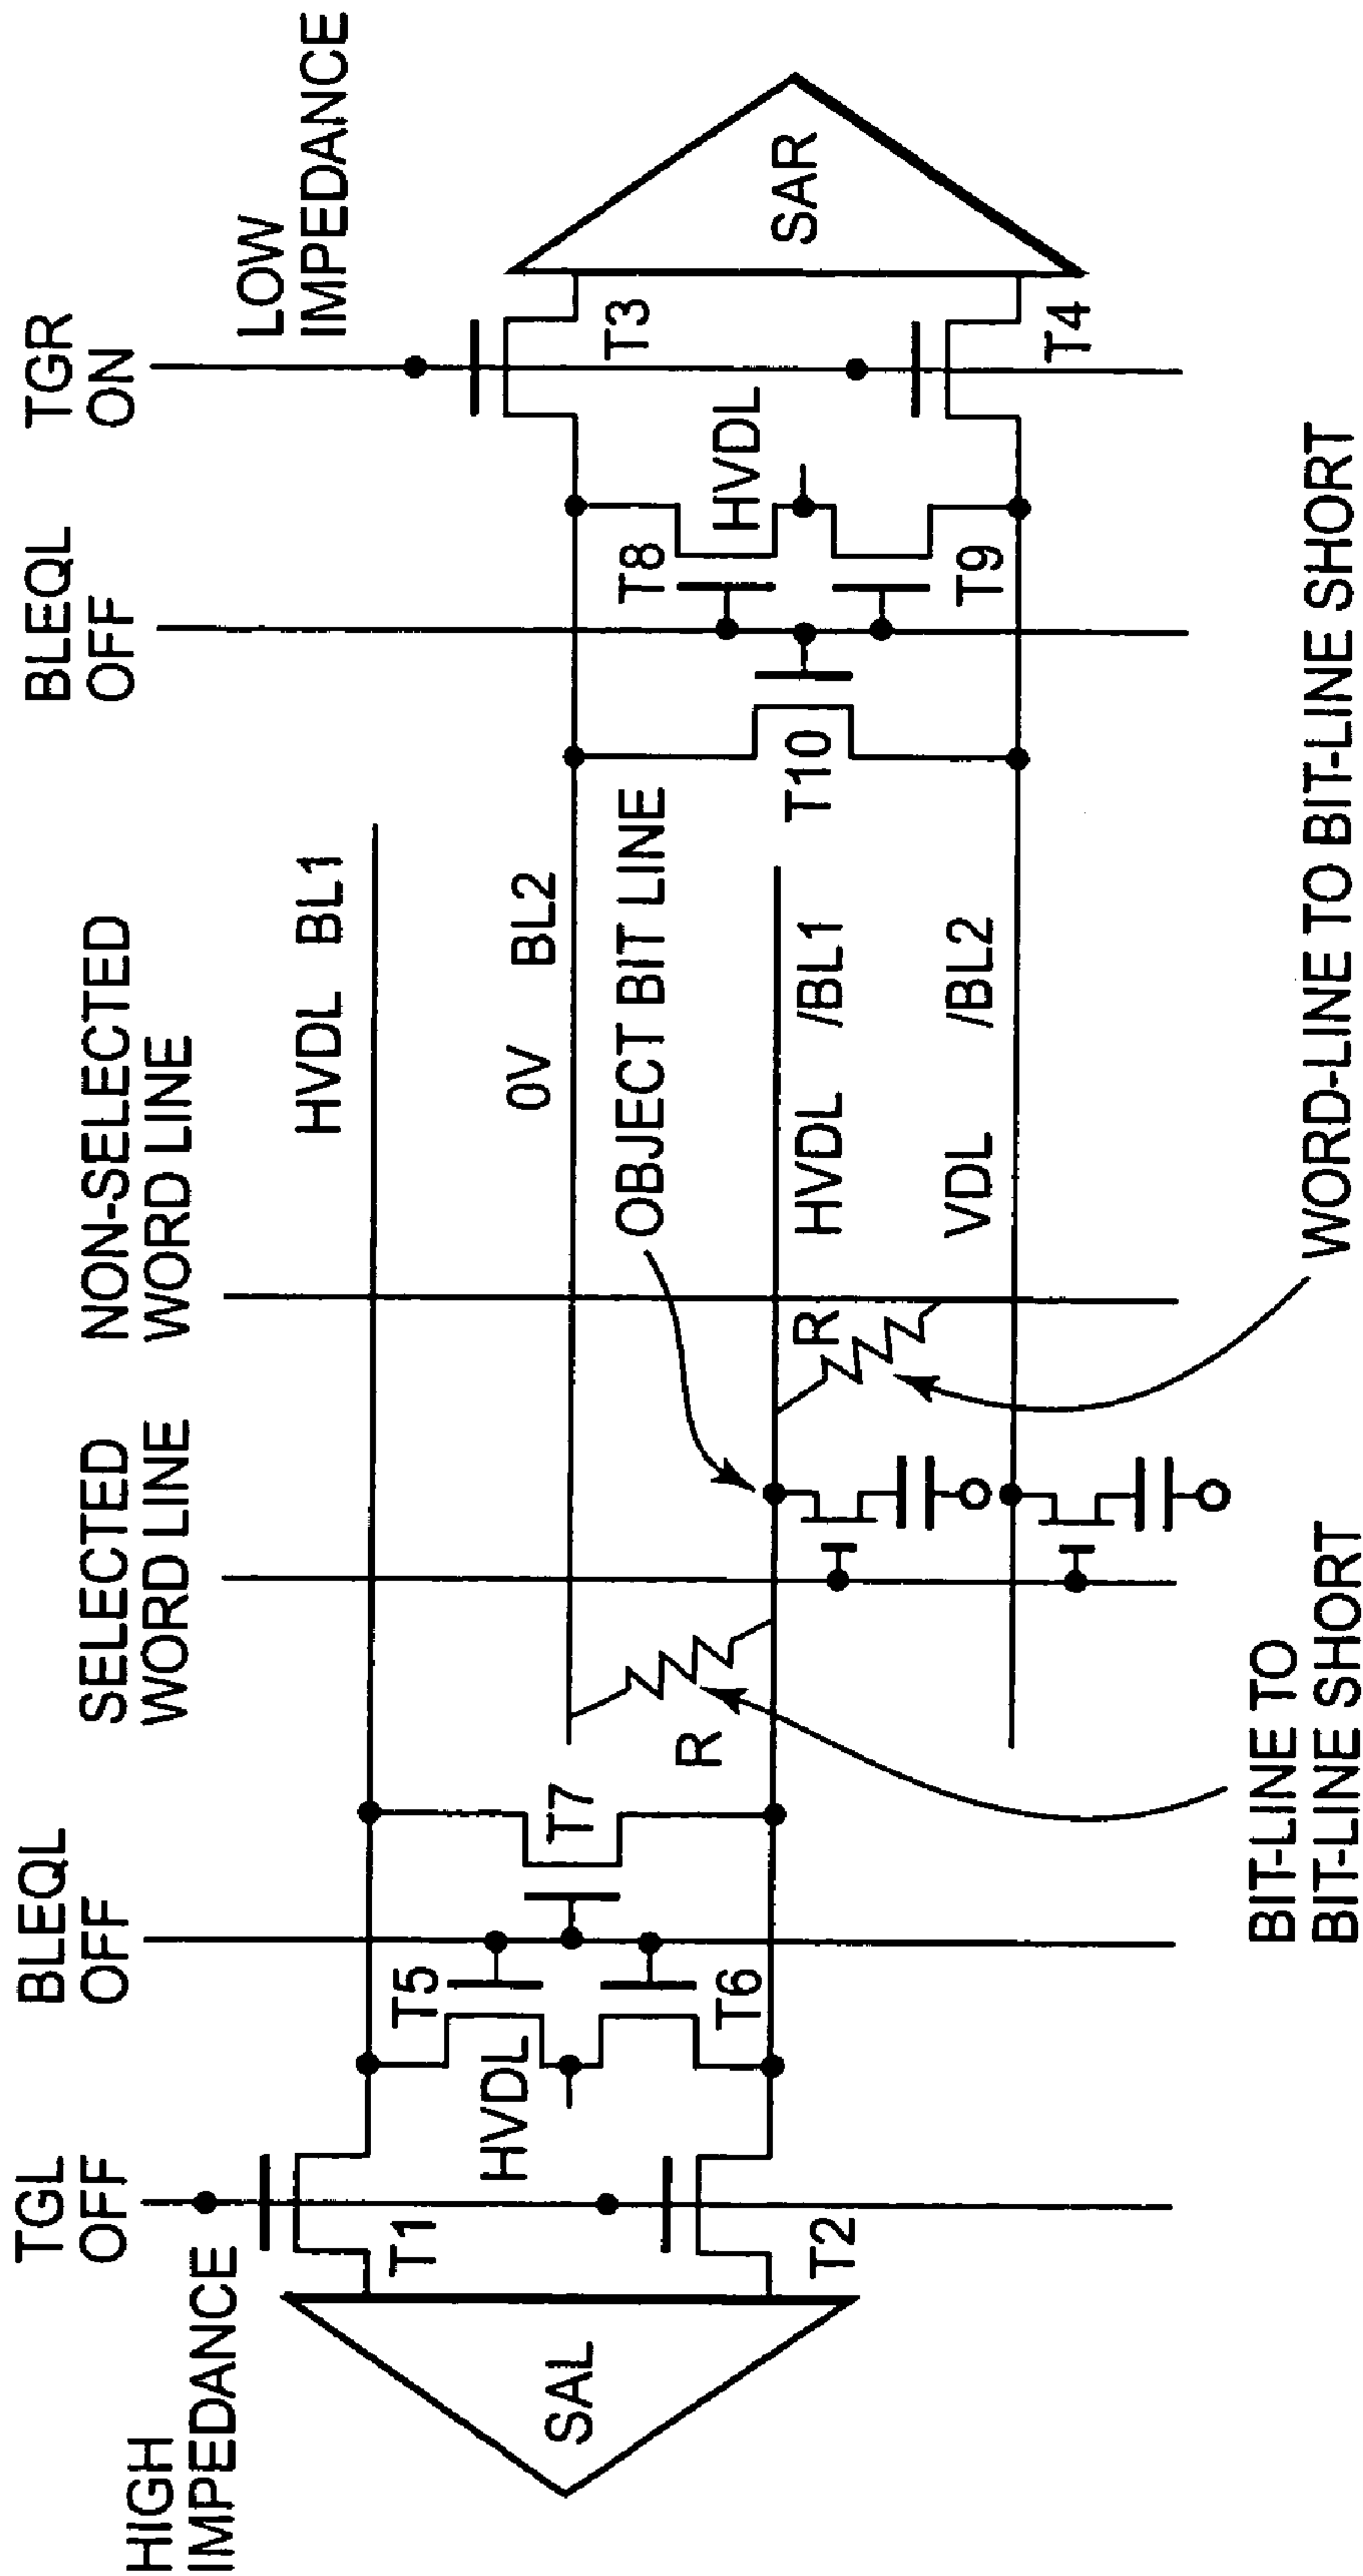 HIGH
IMPEDANCE
TGL
OFF
BLEQL
OFF
SELECTED
WORD LINE
NON-SELECTED
WORD LINE
BLEQL
OFF
TGR
ON
LOW
IMPEDANCE
HVDL BL1
0V BL2
OBJECT BIT LINE
HVDL /BL1
VDL /BL2
SAL
T1
T2
HVDL
T5
T6
T7
R
R
T10
T8
HVDL
T9
T3
T4
SAR
BIT-LINE TO
BIT-LINE SHORT
WORD-LINE TO BIT-LINE SHORT